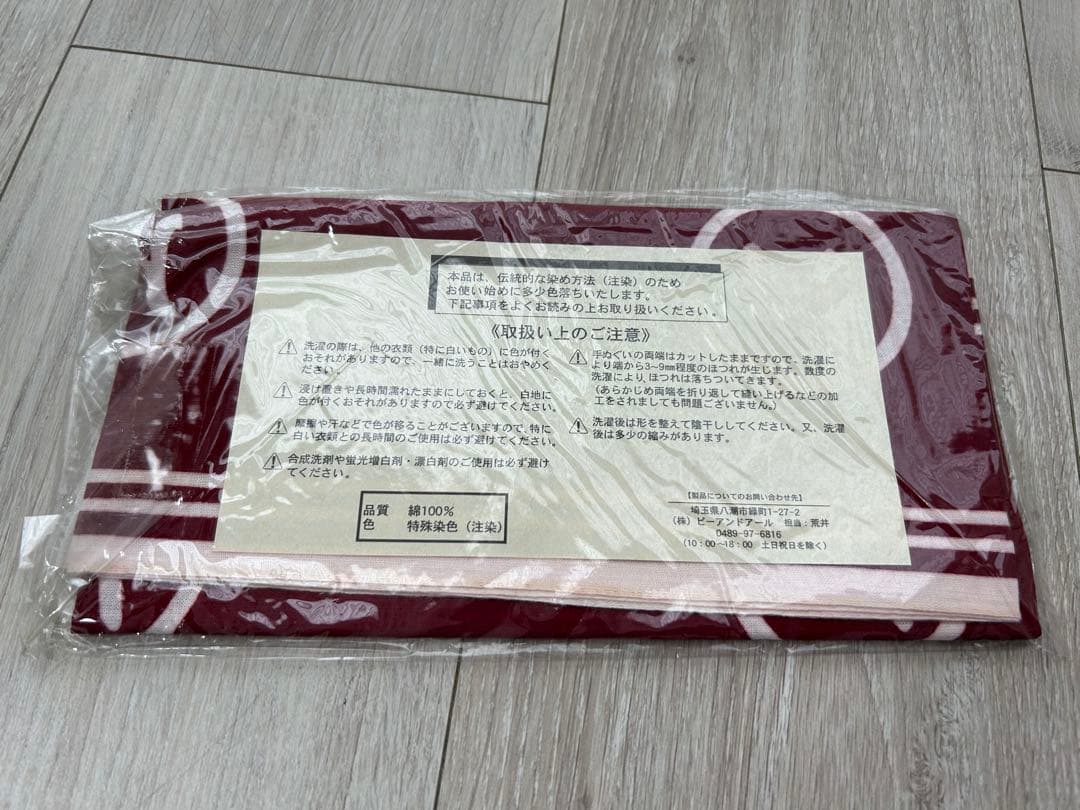 本品は、伝統的な染め方法（注染）のため
お使い始めに多少色落ちいたします。
下記事項をよくお読みの上お取り扱いください。
《取扱い上のご注意》
洗濯の際は、他の衣類（特に白いもの）に色が付く
おそれがありますので、一緒に洗うことはおやめく
ださい。
浸け置きや長時間濡れたままにしておくと、白地に
色が付くおそれがありますので必ず避けてください。
摩擦や汗などで色が移ることがございますので、特に
白い衣類との長時間のご使用は必ず避けてください。
合成洗剤や蛍光増白剤・漂白剤のご使用は必ず避け
てください。
手ぬぐいの両端はカットしたままですので、洗濯に
より端から3〜9mm程度のほつれが生じます。数度の
洗濯により、ほつれは落ちついてきます。
（あらかじめ両端を折り返して縫い上げるなどの加
工をされましても問題ございません。）
洗濯後は形を整えて陰干ししてください。又、洗濯
後は多少の縮みがあります。
品質 綿100%
色 特殊染色（注染）
【製品についてのお問い合わせ先】
埼玉県八潮市緑町1-27-2
（株）ピーアンドアール 担当：荒井
0489-97-6816
（10：00〜18：00 土日祝日を除く）